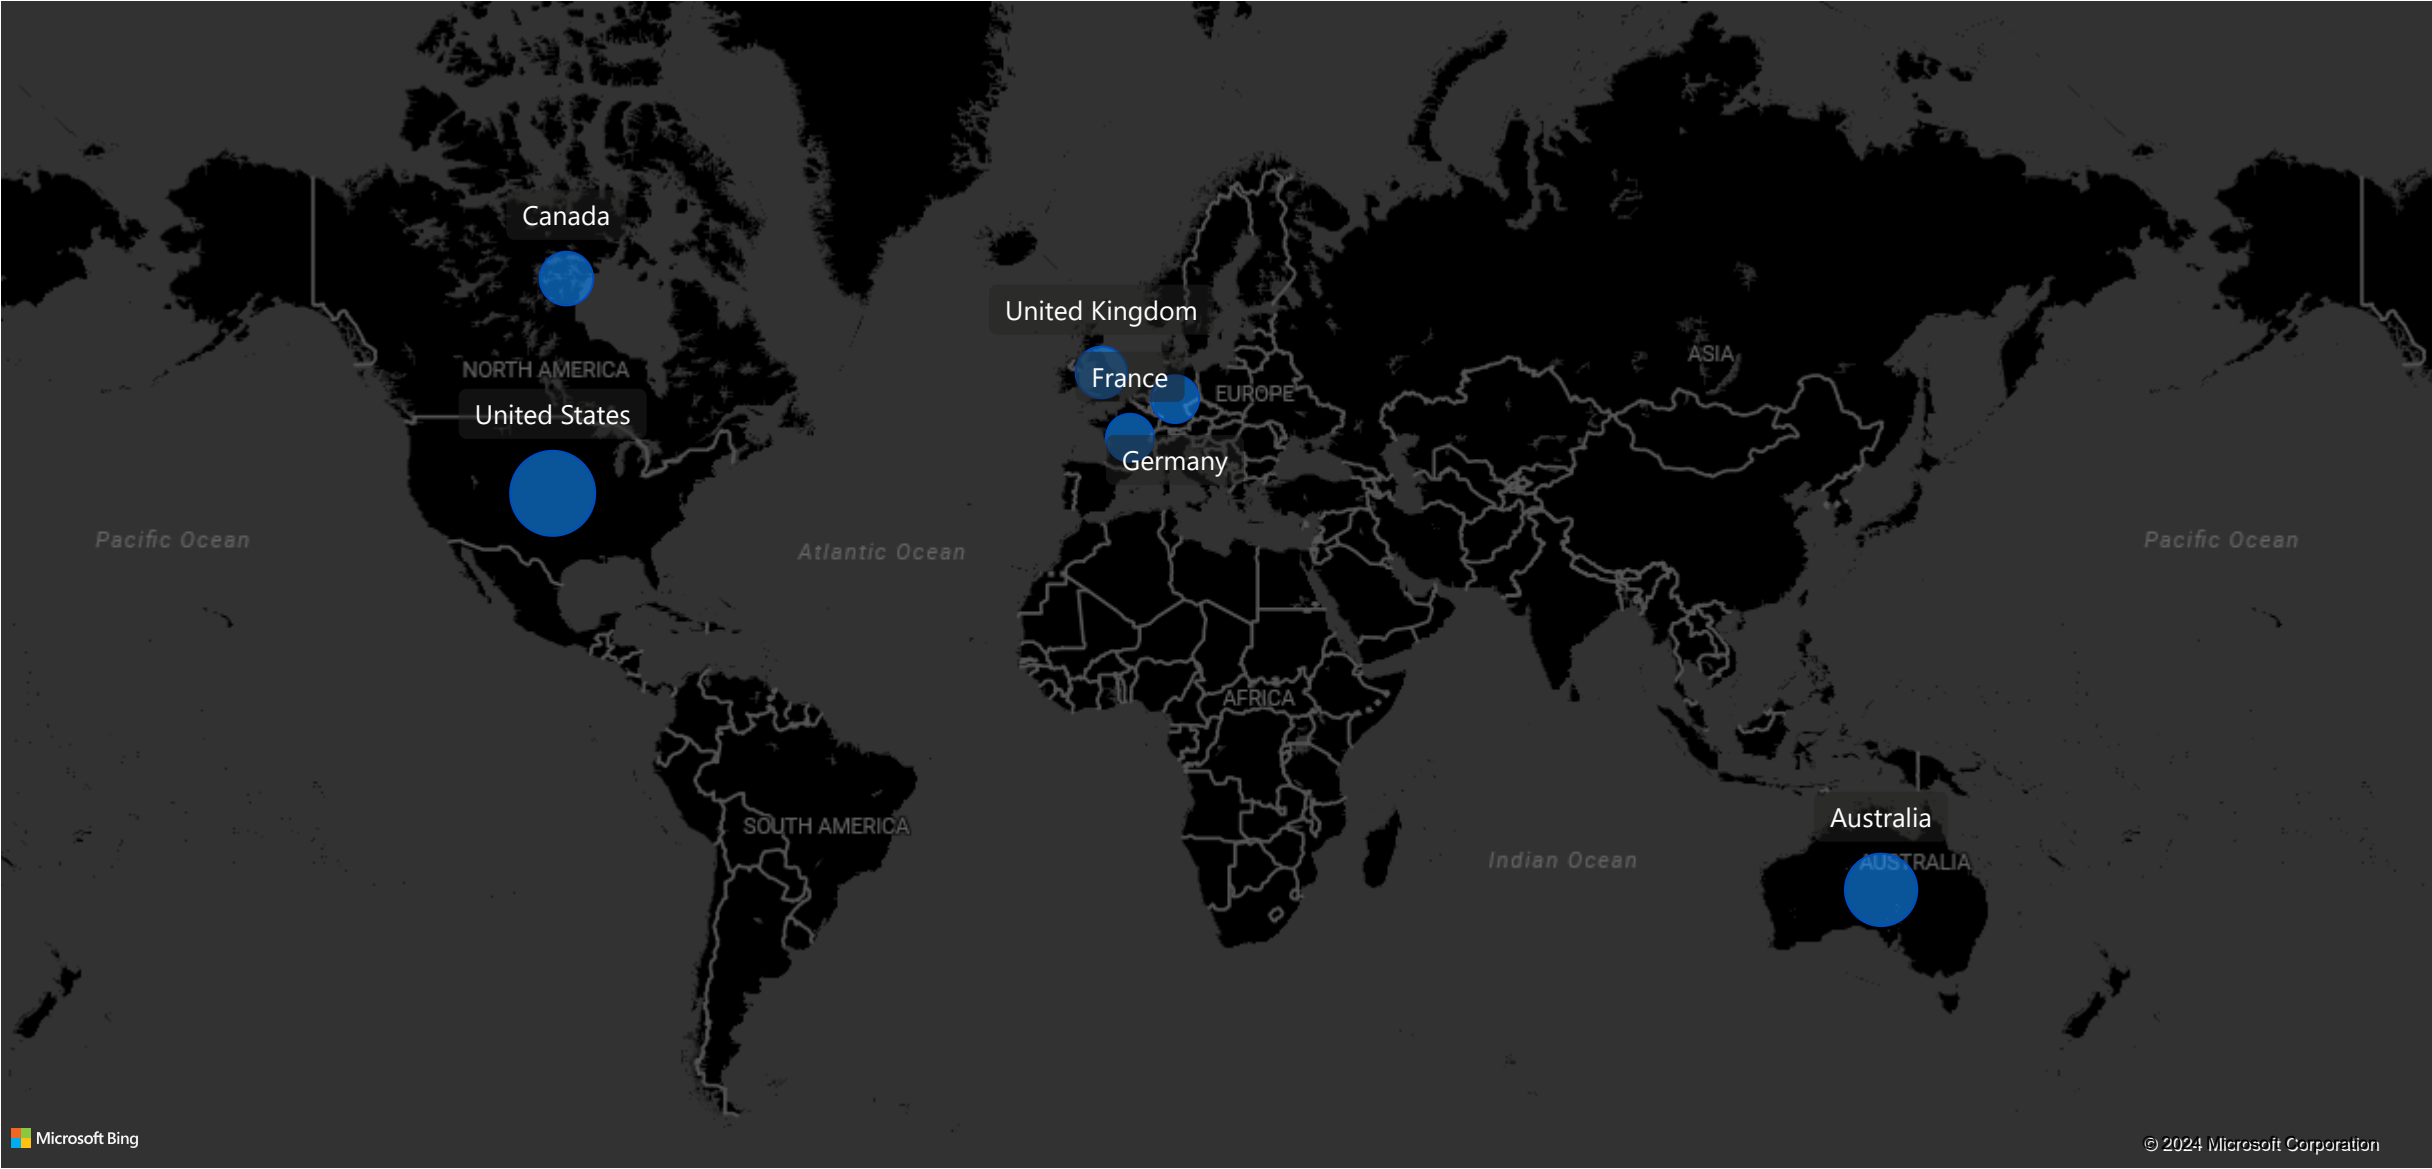 Canada
United Kingdom
ASIA
NORTH AMERICA
France
EUROPE
United States
Germany
Pacific Ocean
Atlantic Ocean
Pacific Ocean
AFRICA
Australia
SOUTH AMERICA
Indian Ocean
AUSTRALIA
Microsoft Bing
© 2024 Microsoft Corporation